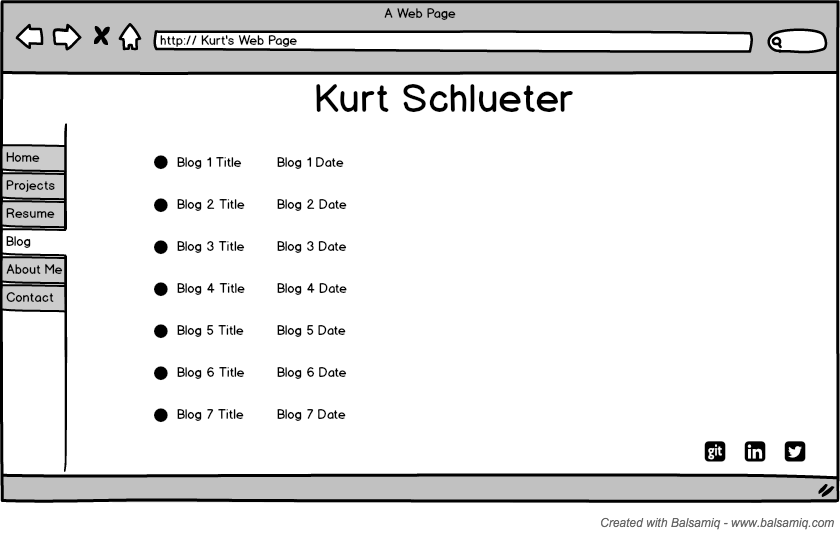 A Web Page
http:// Kurt's Web Page
Kurt Schlueter
Home
Projects
Resume
Blog
About Me
Contact
Blog 1 Title Blog 1 Date
Blog 2 Title Blog 2 Date
Blog 3 Title Blog 3 Date
Blog 4 Title Blog 4 Date
Blog 5 Title Blog 5 Date
Blog 6 Title Blog 6 Date
Blog 7 Title Blog 7 Date
git in
Created with Balsamiq - www.balsamiq.com